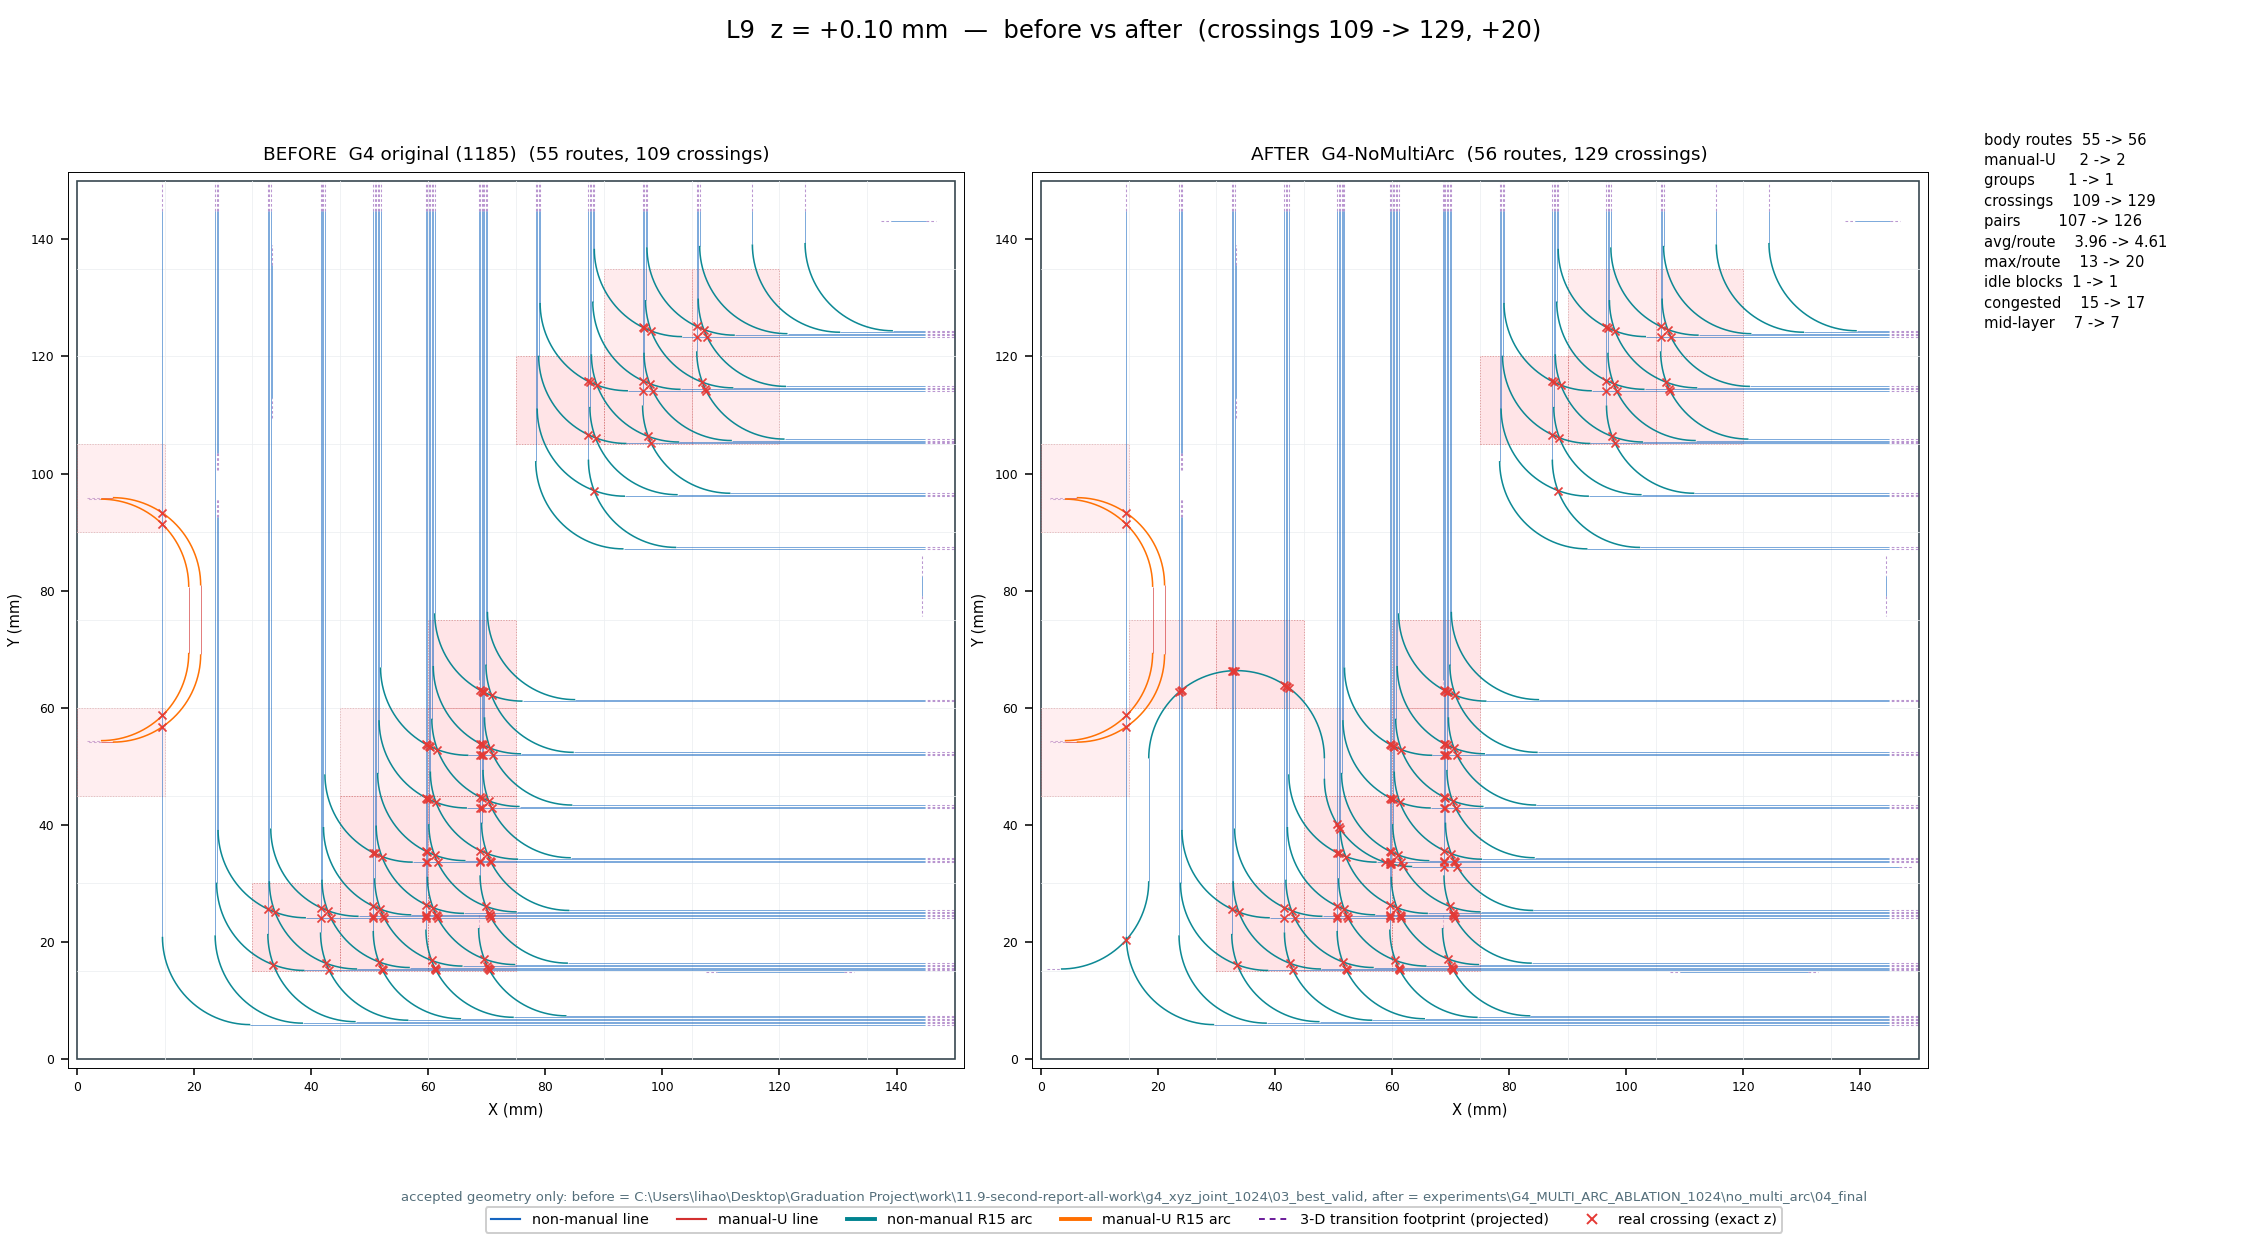 L9  z = +0.10 mm  —  before vs after  (crossings 109 -> 129, +20)
BEFORE  G4 original (1185)  (55 routes, 109 crossings)
Y (mm)
140
120
100
80
60
40
20
0
0 20 40 60 80 100 120 140
X (mm)
AFTER  G4-NoMultiArc  (56 routes, 129 crossings)
Y (mm)
140
120
100
80
60
40
20
0
0 20 40 60 80 100 120 140
X (mm)
body routes  55 -> 56
manual-U     2 -> 2
groups       1 -> 1
crossings    109 -> 129
pairs        107 -> 126
avg/route    3.96 -> 4.61
max/route    13 -> 20
idle blocks  1 -> 1
congested    15 -> 17
mid-layer    7 -> 7
accepted geometry only: before = C:\Users\lihao\Desktop\Graduation Project\work\11.9-second-report-all-work\g4_xyz_joint_1024\03_best_valid, after = experiments\G4_MULTI_ARC_ABLATION_1024\no_multi_arc\04_final
non-manual line   manual-U line   non-manual R15 arc   manual-U R15 arc   3-D transition footprint (projected)   real crossing (exact z)